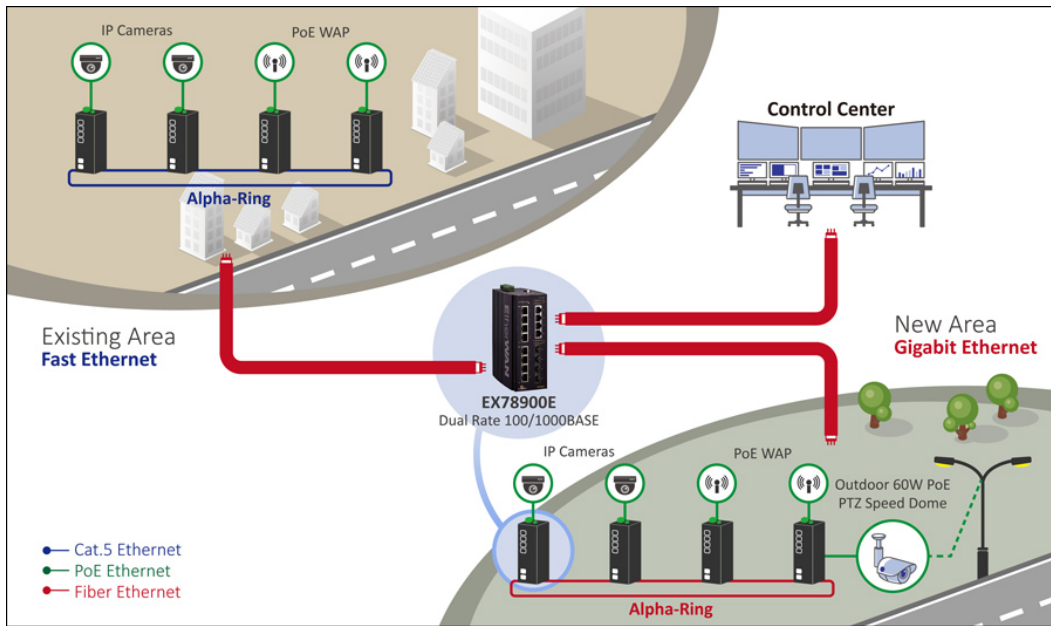 IP Cameras
PoE WAP
Alpha-Ring
Control Center
Existing Area
Fast Ethernet
New Area
Gigabit Ethernet
EX78900E
Dual Rate 100/1000BASE
IP Cameras
PoE WAP
Outdoor 60W PoE
PTZ Speed Dome
Alpha-Ring
Cat.5 Ethernet
PoE Ethernet
Fiber Ethernet